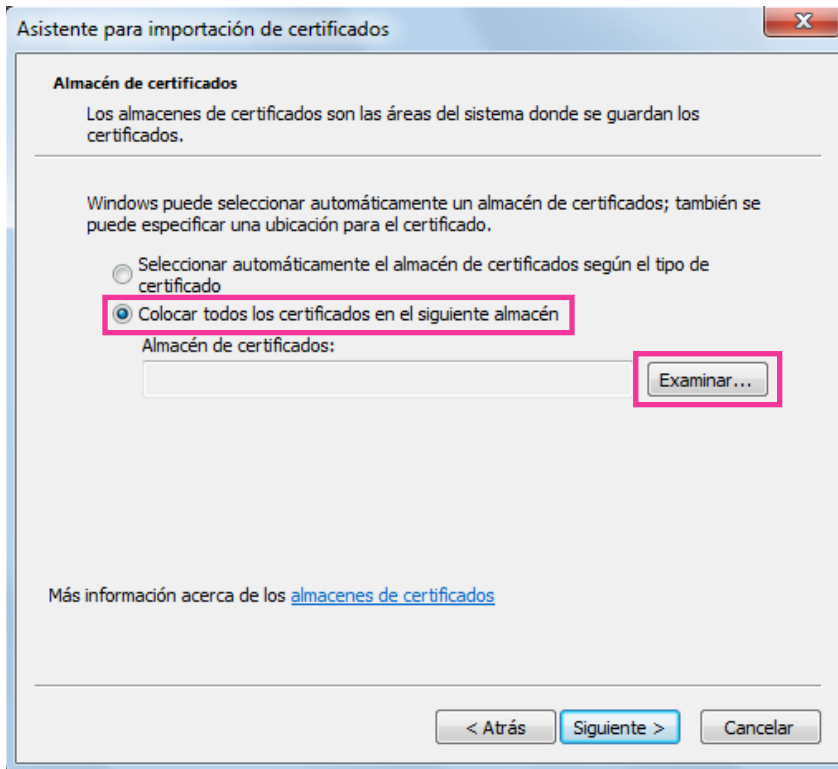 Asistente para importación de certificados
Almacén de certificados
Los almacenes de certificados son las áreas del sistema donde se guardan los
certificados.
Windows puede seleccionar automáticamente un almacén de certificados; también se
puede especificar una ubicación para el certificado.
Seleccionar automáticamente el almacén de certificados según el tipo de
certificado
Colocar todos los certificados en el siguiente almacén
Almacén de certificados:
Examinar...
Más información acerca de los almacenes de certificados
< Atrás
Siguiente >
Cancelar